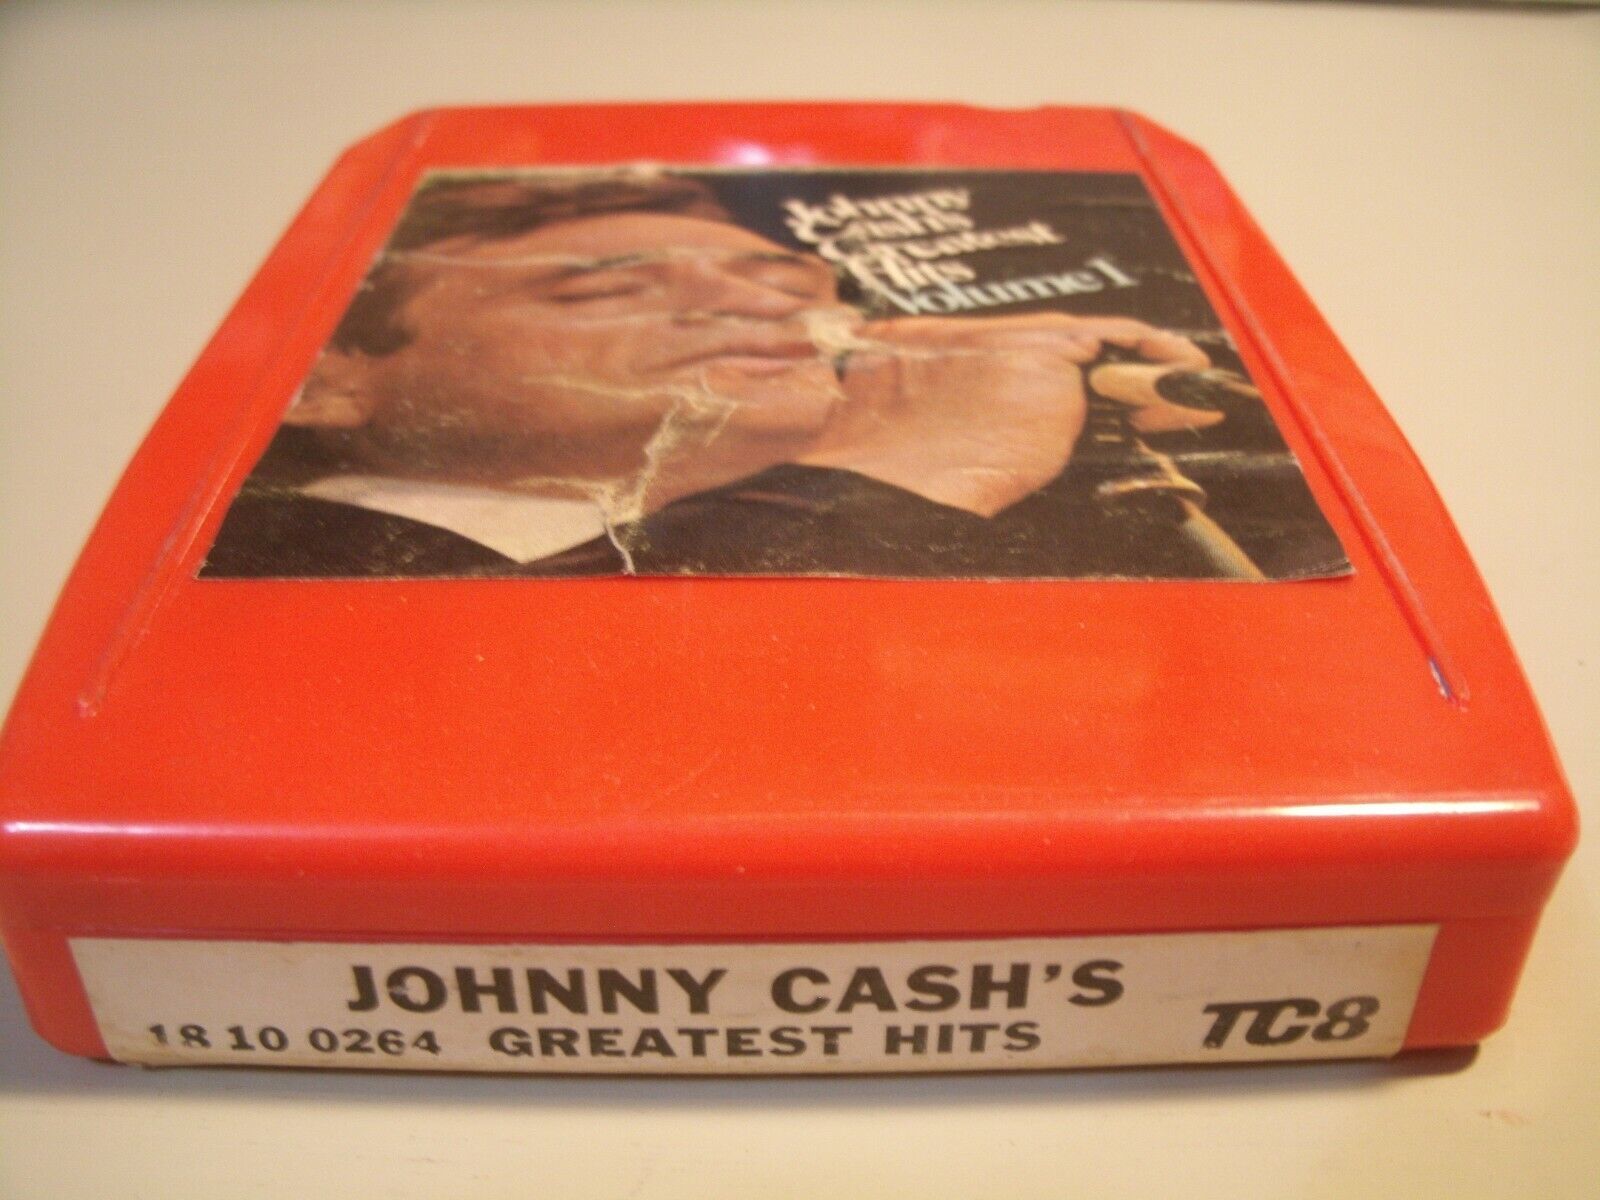 Johnny
Cash's
Greatest
Hits
Volume I
JOHNNY CASH'S
18 10 0264 GREATEST HITS
TC8